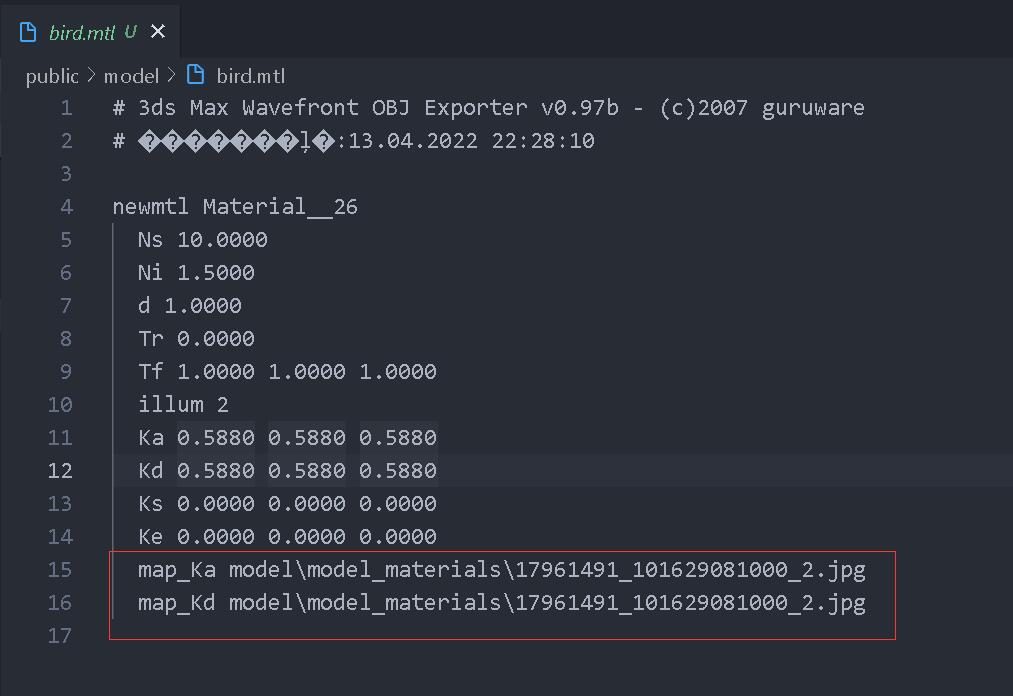 bird.mtl U
public > model > bird.mtl
1 # 3ds Max Wavefront OBJ Exporter v0.97b - (c)2007 guruware
2 # ��������ļ�:13.04.2022 22:28:10
3
4 newmtl Material__26
5 Ns 10.0000
6 Ni 1.5000
7 d 1.0000
8 Tr 0.0000
9 Tf 1.0000 1.0000 1.0000
10 illum 2
11 Ka 0.5880 0.5880 0.5880
12 Kd 0.5880 0.5880 0.5880
13 Ks 0.0000 0.0000 0.0000
14 Ke 0.0000 0.0000 0.0000
15 map_Ka model\model_materials\17961491_101629081000_2.jpg
16 map_Kd model\model_materials\17961491_101629081000_2.jpg
17